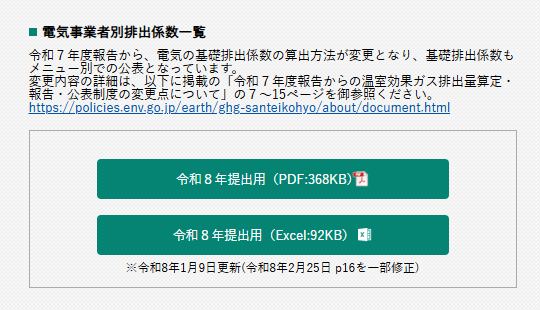 電気事業者別排出係数一覧
令和７年度報告から、電気の基礎排出係数の算出方法が変更となり、基礎排出係数も
メニュー別での公表となっています。
変更内容の詳細は、以下に掲載の「令和７年度報告からの温室効果ガス排出量算定・
報告・公表制度の変更点について」の７～15ページを御参照ください。
https://policies.env.go.jp/earth/ghg-santeikohyo/about/document.html
令和８年提出用（PDF:368KB）
令和８年提出用（Excel:92KB）
※令和8年1月9日更新(令和8年2月25日 p16を一部修正)